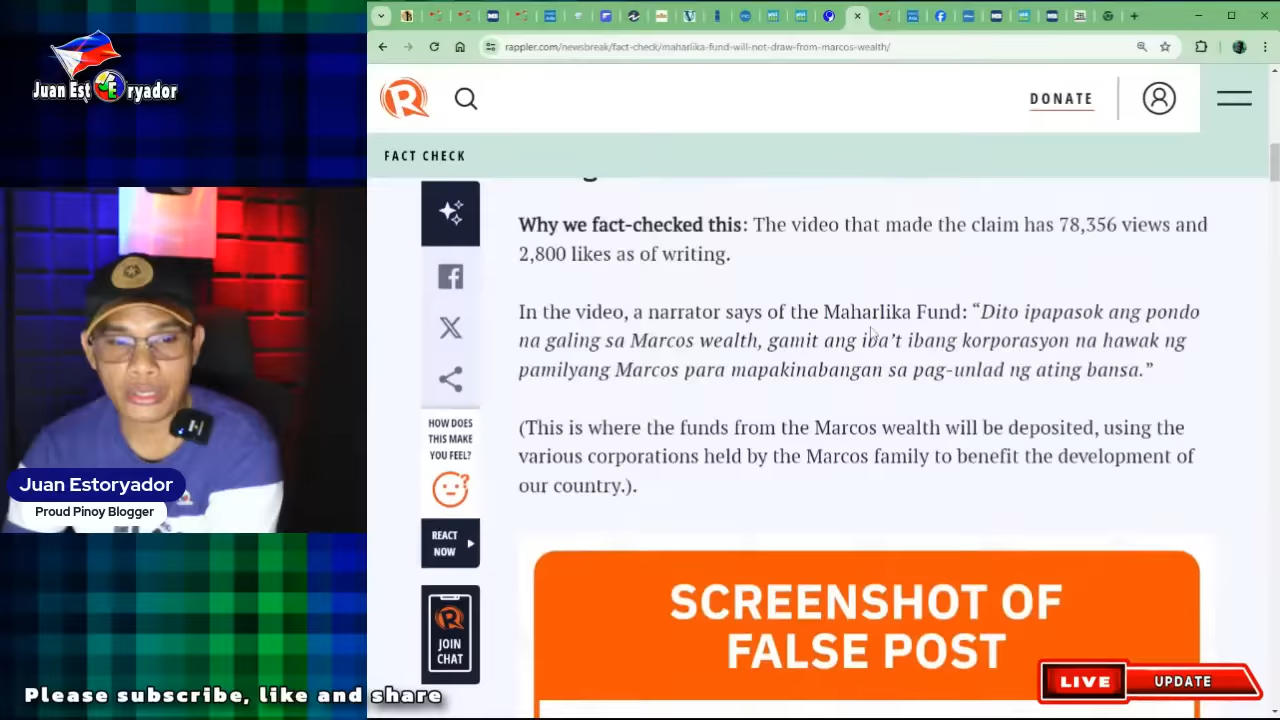 Juan Est E ryador
rappler.com/newsbreak/fact-check/maharlika-fund-will-not-draw-from-marcos-wealth/
DONATE
FACT CHECK
Why we fact-checked this: The video that made the claim has 78,356 views and
2,800 likes as of writing.
In the video, a narrator says of the Maharlika Fund: “Dito ipapasok ang pondo
na galing sa Marcos wealth, gamit ang iba’t ibang korporasyon na hawak ng
pamilyang Marcos para mapakinabangan sa pag-unlad ng ating bansa.”
(This is where the funds from the Marcos wealth will be deposited, using the
various corporations held by the Marcos family to benefit the development of
our country.).
HOW DOES
THIS MAKE
YOU FEEL?
REACT
NOW
JOIN
CHAT
SCREENSHOT OF
FALSE POST
Juan Estoryador
Proud Pinoy Blogger
Please subscribe, like and share
LIVE UPDATE